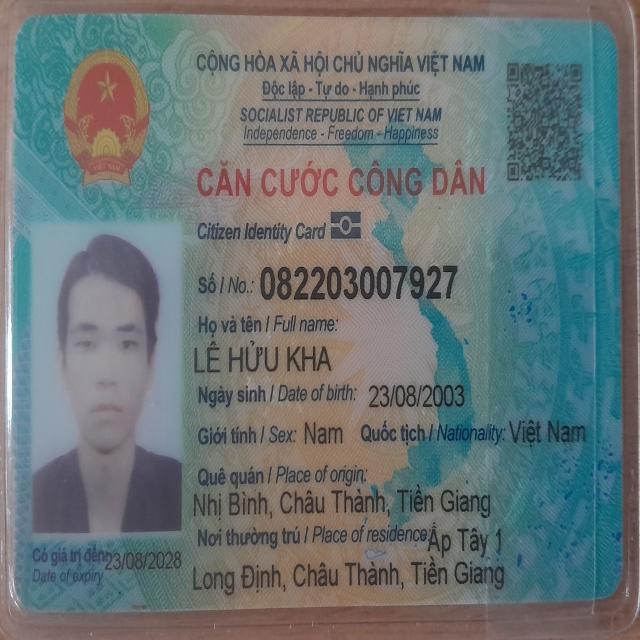 CỘNG HÒA XÃ HỘI CHỦ NGHĨA VIỆT NAM
Độc lập - Tự do - Hạnh phúc
SOCIALIST REPUBLIC OF VIET NAM
Independence - Freedom - Happiness
CĂN CƯỚC CÔNG DÂN
Citizen Identity Card
Số / No.: 082203007927
Họ và tên / Full name:
LÊ HỮU KHA
Ngày sinh / Date of birth: 23/08/2003
Giới tính / Sex: Nam Quốc tịch / Nationality: Việt Nam
Quê quán / Place of origin:
Nhị Bình, Châu Thành, Tiền Giang
Nơi thường trú / Place of residence: Ấp Tây 1
Long Định, Châu Thành, Tiền Giang
Có giá trị đến: 23/08/2028
Date of expiry